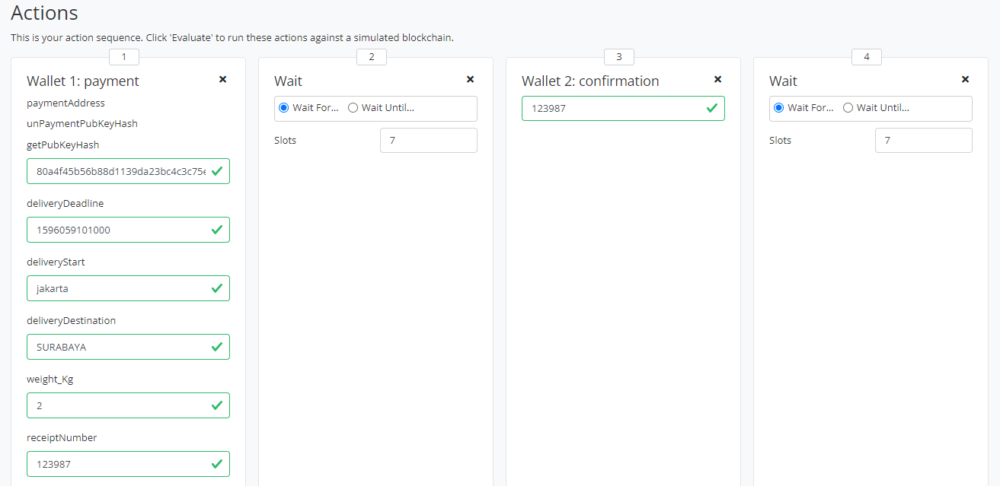 Actions
This is your action sequence. Click 'Evaluate' to run these actions against a simulated blockchain.
1
Wallet 1: payment
paymentAddress
unPaymentPubKeyHash
getPubKeyHash
80a4f45b56b88d1139da23bc4c3c75e
deliveryDeadline
1596059101000
deliveryStart
jakarta
deliveryDestination
SURABAYA
weight_Kg
2
receiptNumber
123987
2
Wait
Wait For... Wait Until...
Slots 7
3
Wallet 2: confirmation
123987
4
Wait
Wait For... Wait Until...
Slots 7